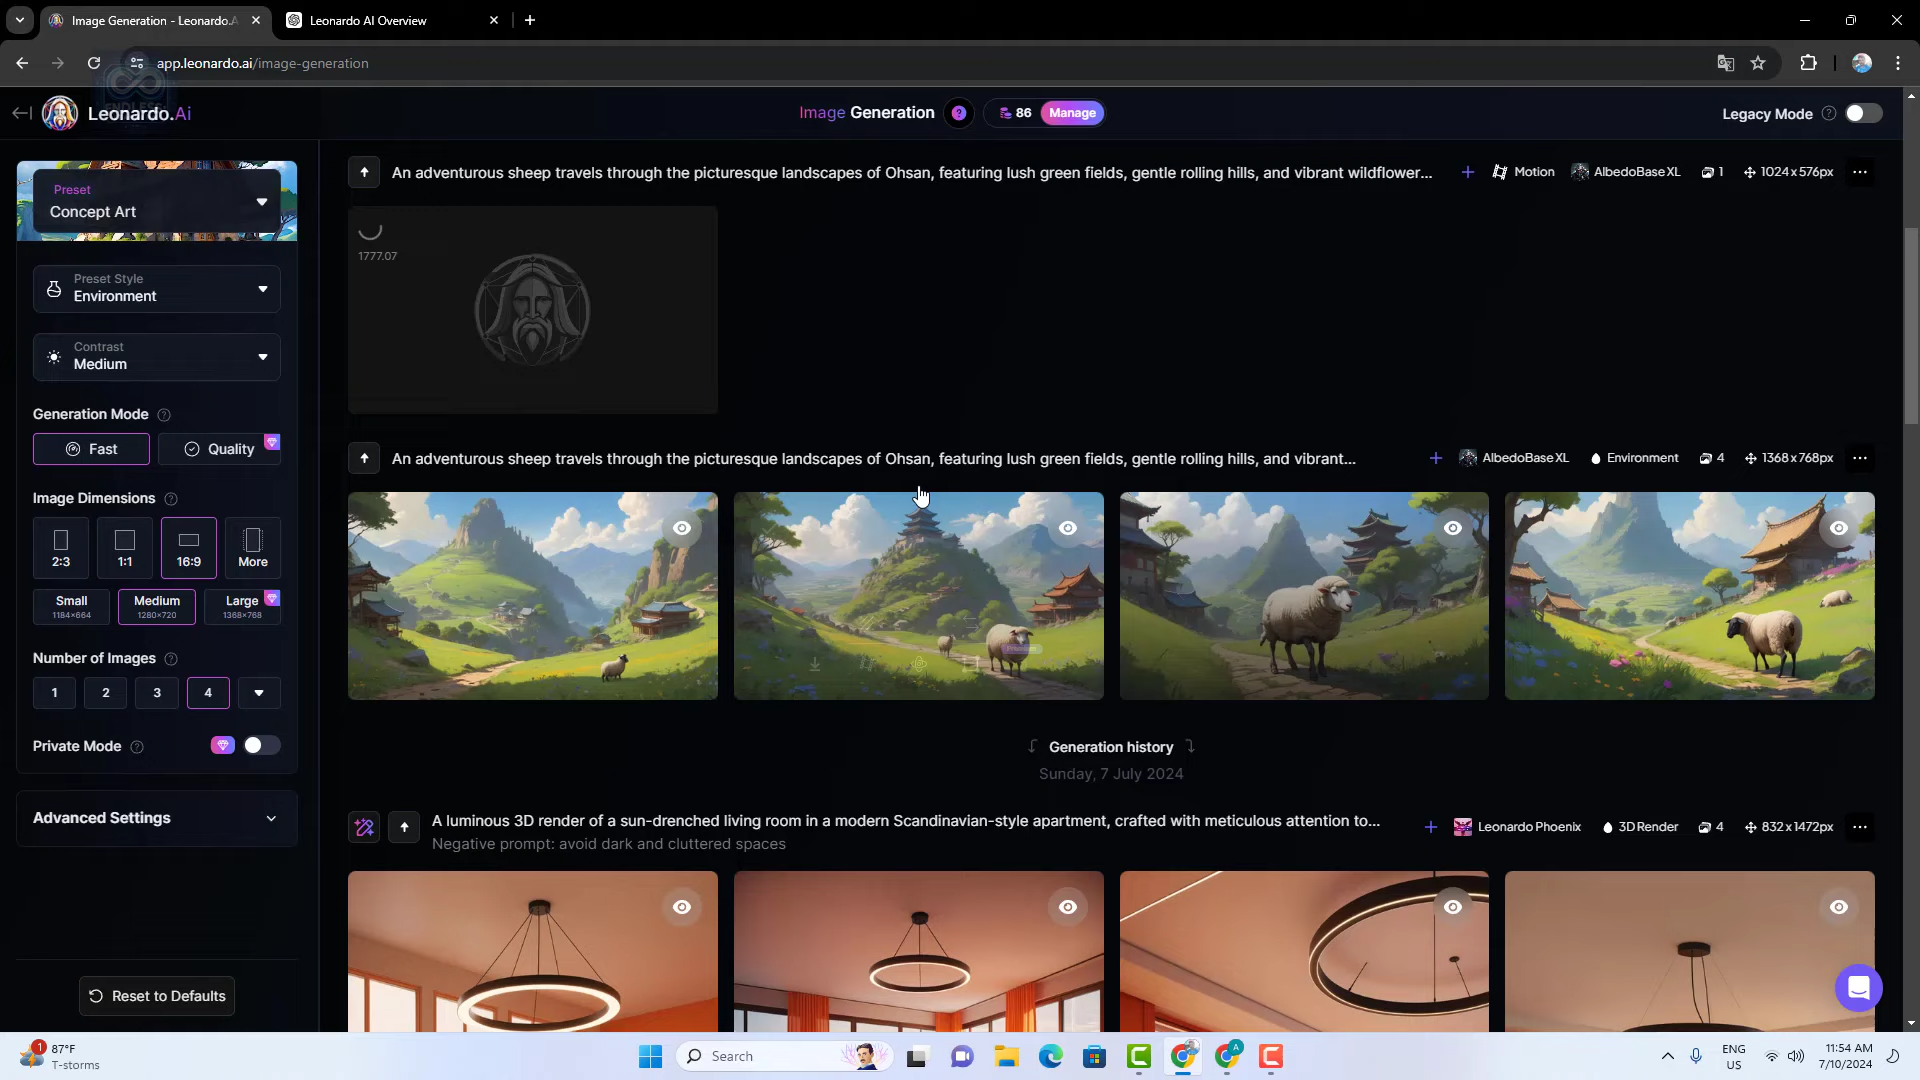 Image Generation - Leonardo.A
Leonardo AI Overview
app.leonardo.ai/image-generation
Leonardo.Ai
Image Generation
?
86
Manage
Legacy Mode
Preset
Concept Art
Preset Style
Environment
Contrast
Medium
Generation Mode
Fast
Quality
Image Dimensions
2:3
1:1
16:9
More
Small
1184×664
Medium
1280×720
Large
1368×768
Number of Images
1
2
3
4
Private Mode
Advanced Settings
Reset to Defaults
An adventurous sheep travels through the picturesque landscapes of Ohsan, featuring lush green fields, gentle rolling hills, and vibrant wildflower...
Motion
AlbedoBase XL
1
1024 x 576px
1777.07
An adventurous sheep travels through the picturesque landscapes of Ohsan, featuring lush green fields, gentle rolling hills, and vibrant...
AlbedoBase XL
Environment
4
1368 x 768px
Generation history
Sunday, 7 July 2024
A luminous 3D render of a sun-drenched living room in a modern Scandinavian-style apartment, crafted with meticulous attention to...
Negative prompt: avoid dark and cluttered spaces
Leonardo Phoenix
3D Render
4
832 x 1472px
1
87°F
T-storms
Search
A
ENG
US
11:54 AM
7/10/2024